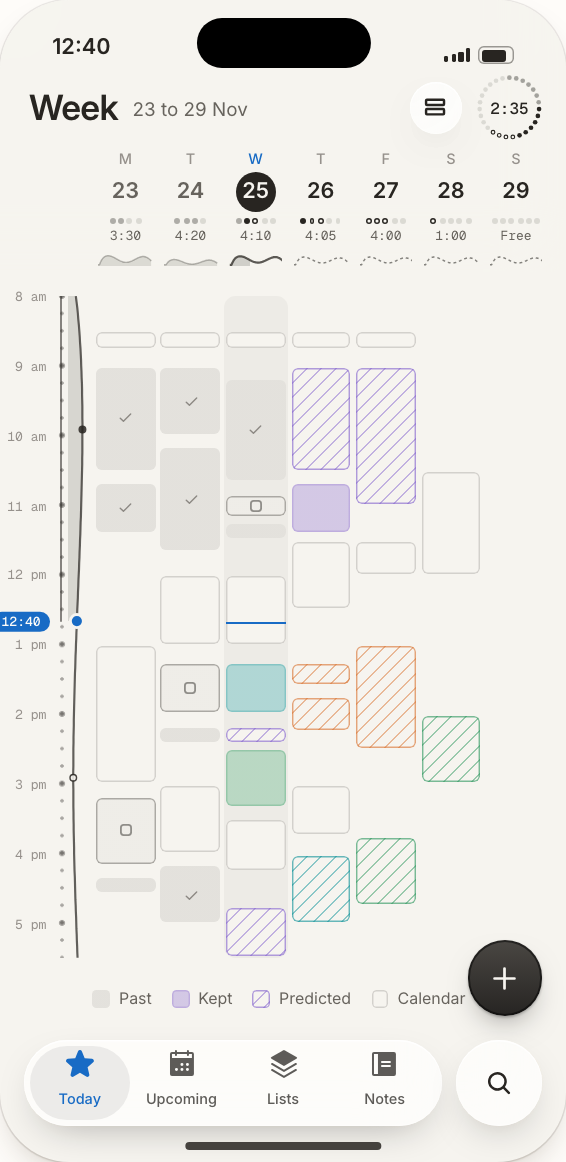 12:40
Week 23 to 29 Nov 2:35
M T W T F S S
23 24 25 26 27 28 29
3:30 4:20 4:10 4:05 4:00 1:00 Free
8 am
9 am
10 am
11 am
12 pm
12:40
1 pm
2 pm
3 pm
4 pm
5 pm
Past Kept Predicted Calendar
Today Upcoming Lists Notes